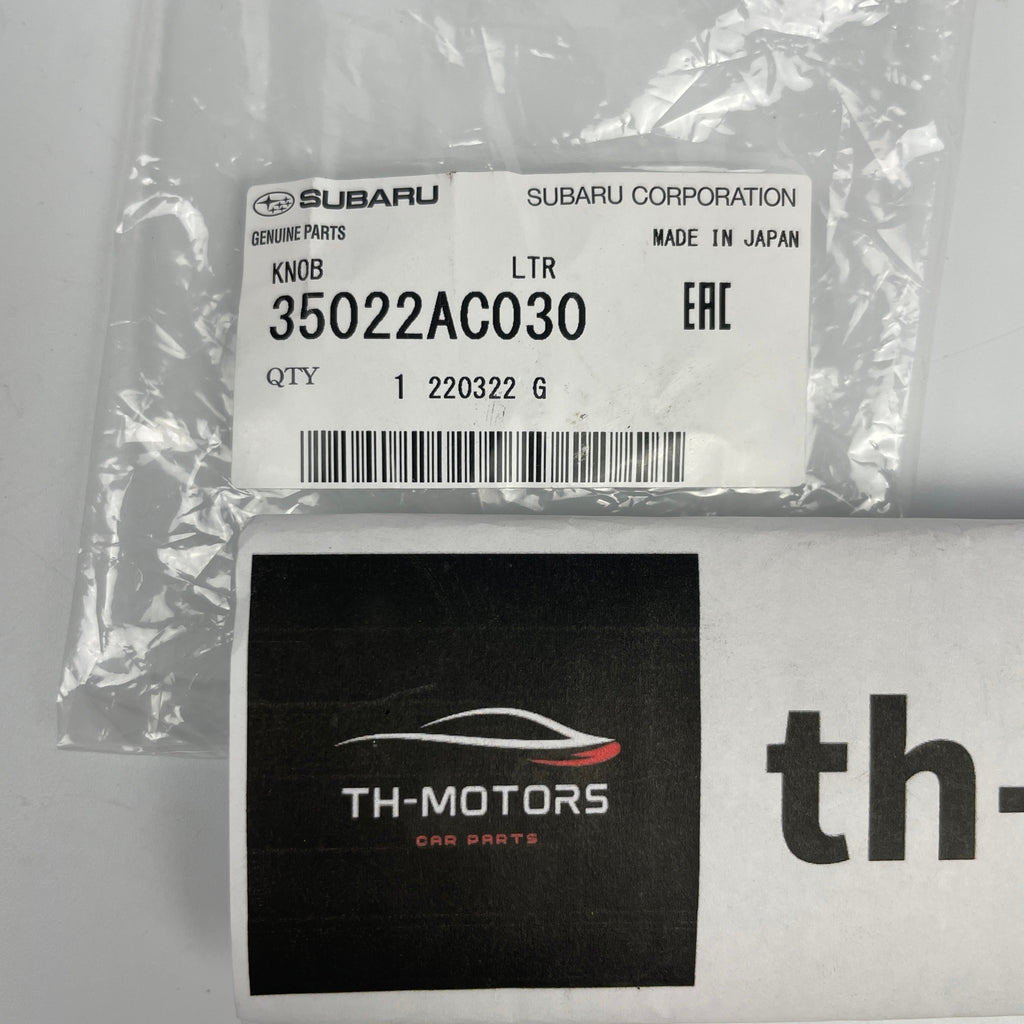 SUBARU SUBARU CORPORATION
GENUINE PARTS MADE IN JAPAN
KNOB LTR
35022AC030 EAC
QTY 1 220322 G
TH-MOTORS
CAR PARTS
th-